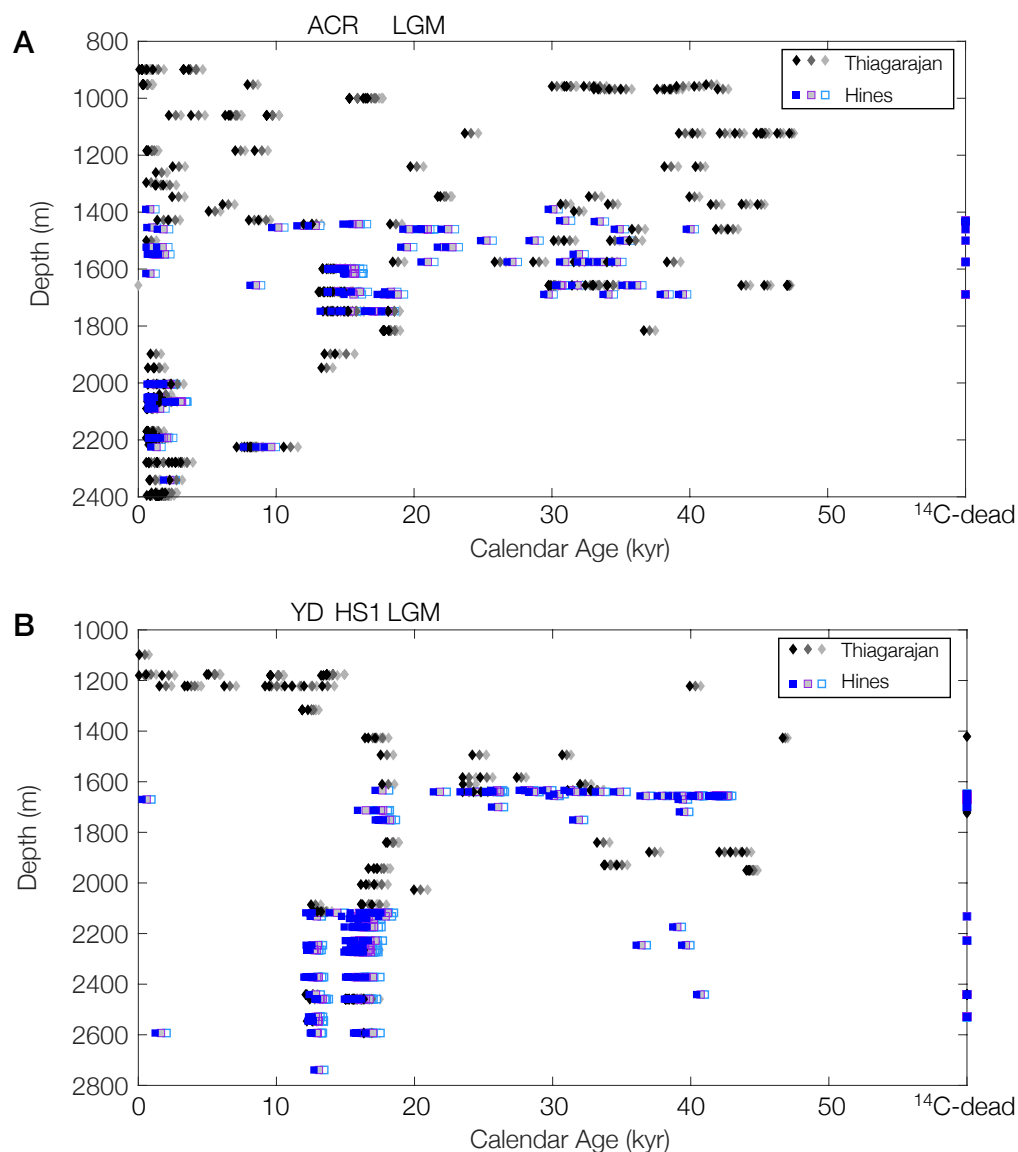 ACR LGM
A
800
1000
1200
1400
1600
1800
2000
2200
2400
Depth (m)
Thiagarajan
Hines
0 10 20 30 40 50 ¹⁴C-dead
Calendar Age (kyr)
YD HS1 LGM
B
1000
1200
1400
1600
1800
2000
2200
2400
2600
2800
Depth (m)
Thiagarajan
Hines
0 10 20 30 40 50 ¹⁴C-dead
Calendar Age (kyr)